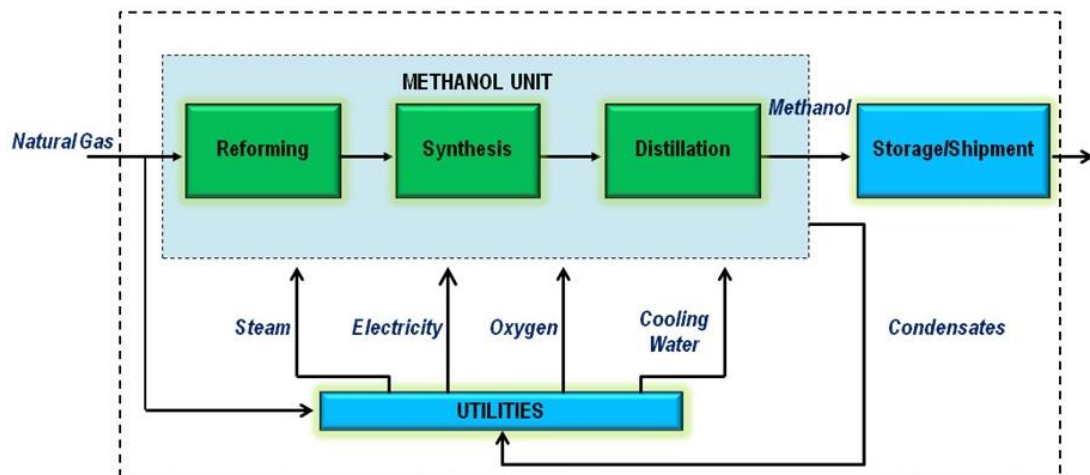 METHANOL UNIT
Natural Gas
Reforming
Synthesis
Distillation
Methanol
Storage/Shipment
Steam
Electricity
Oxygen
Cooling
Water
Condensates
UTILITIES